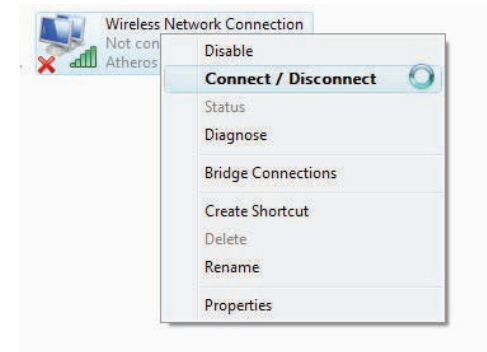 Wireless Network Connection
Not con
Atheros
Disable
Connect / Disconnect
Status
Diagnose
Bridge Connections
Create Shortcut
Delete
Rename
Properties